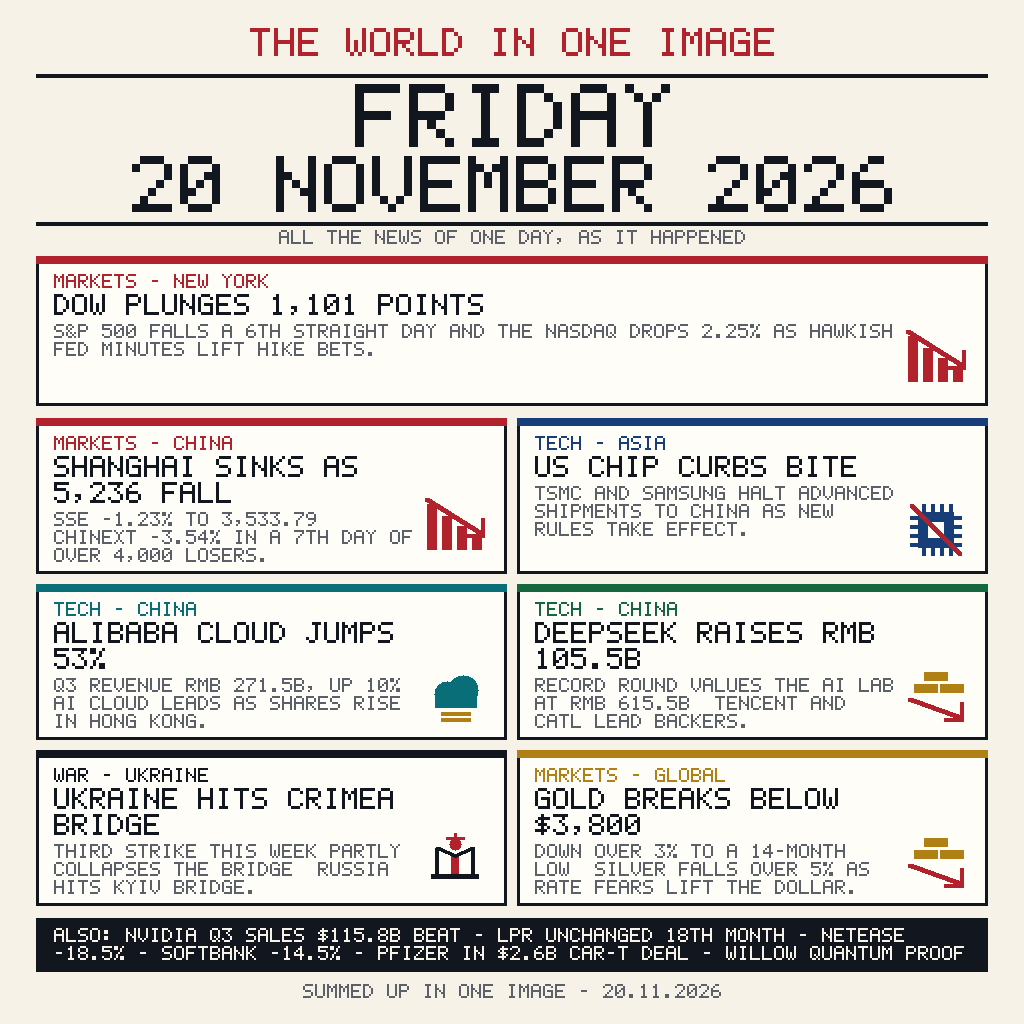 THE WORLD IN ONE IMAGE
FRIDAY
20 NOVEMBER 2026
ALL THE NEWS OF ONE DAY, AS IT HAPPENED
MARKETS - NEW YORK
DOW PLUNGES 1,101 POINTS
S&P 500 FALLS A 6TH STRAIGHT DAY AND THE NASDAQ DROPS 2.25% AS HAWKISH
FED MINUTES LIFT HIKE BETS.
MARKETS - CHINA
SHANGHAI SINKS AS
5,236 FALL
SSE -1.23% TO 3,533.79
CHINEXT -3.54% IN A 7TH DAY OF
OVER 4,000 LOSERS.
TECH - ASIA
US CHIP CURBS BITE
TSMC AND SAMSUNG HALT ADVANCED
SHIPMENTS TO CHINA AS NEW
RULES TAKE EFFECT.
TECH - CHINA
ALIBABA CLOUD JUMPS
53%
Q3 REVENUE RMB 271.5B, UP 10%
AI CLOUD LEADS AS SHARES RISE
IN HONG KONG.
TECH - CHINA
DEEPSEEK RAISES RMB
105.5B
RECORD ROUND VALUES THE AI LAB
AT RMB 615.5B  TENCENT AND
CATL LEAD BACKERS.
WAR - UKRAINE
UKRAINE HITS CRIMEA
BRIDGE
THIRD STRIKE THIS WEEK PARTLY
COLLAPSES THE BRIDGE  RUSSIA
HITS KYIV BRIDGE.
MARKETS - GLOBAL
GOLD BREAKS BELOW
$3,800
DOWN OVER 3% TO A 14-MONTH
LOW  SILVER FALLS OVER 5% AS
RATE FEARS LIFT THE DOLLAR.
ALSO: NVIDIA Q3 SALES $115.8B BEAT - LPR UNCHANGED 18TH MONTH - NETEASE
-18.5% - SOFTBANK -14.5% - PFIZER IN $2.6B CAR-T DEAL - WILLOW QUANTUM PROOF
SUMMED UP IN ONE IMAGE - 20.11.2026